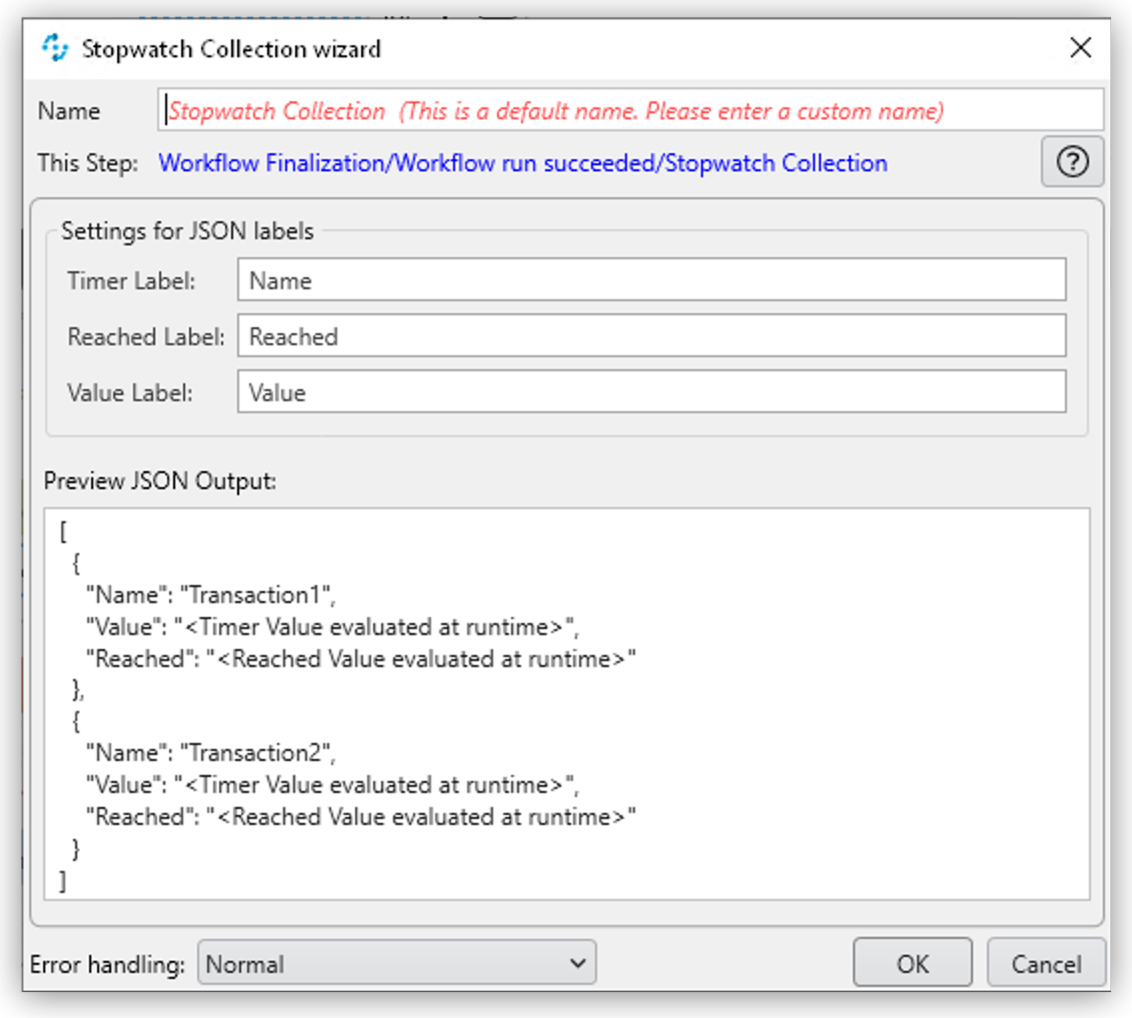 Stopwatch Collection wizard
Name
Stopwatch Collection (This is a default name. Please enter a custom name)
This Step: Workflow Finalization/Workflow run succeeded/Stopwatch Collection
?
Settings for JSON labels
Timer Label: Name
Reached Label: Reached
Value Label: Value
Preview JSON Output:
[
{
"Name": "Transaction1",
"Value": "<Timer Value evaluated at runtime>",
"Reached": "<Reached Value evaluated at runtime>"
},
{
"Name": "Transaction2",
"Value": "<Timer Value evaluated at runtime>",
"Reached": "<Reached Value evaluated at runtime>"
}
]
Error handling: Normal
OK
Cancel